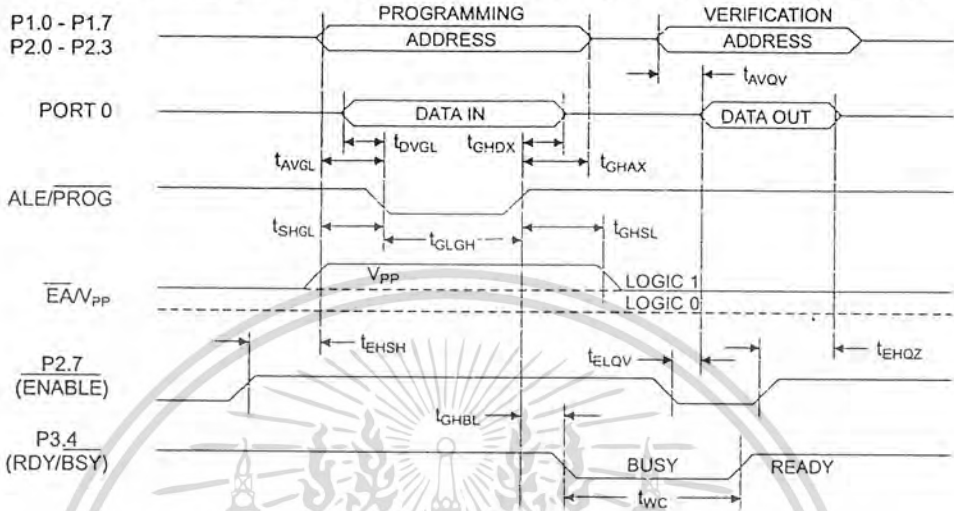 PROGRAMMING VERIFICATION
P1.0 - P1.7
P2.0 - P2.3
ADDRESS ADDRESS
tAVQV
PORT 0
DATA IN DATA OUT
tDVGL tGHDX
tAVGL tGHAX
ALE/PROG
tSHGL tGLGH tGHSL
VPP LOGIC 1
EA/VPP LOGIC 0
tEHSH tELQV tEHQZ
P2.7
(ENABLE)
tGHBL
P3.4
(RDY/BSY)
BUSY READY
tWC